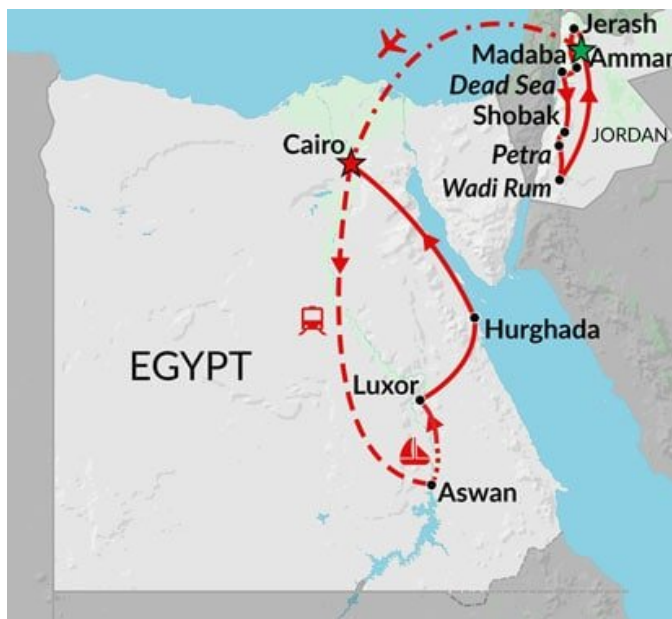 Jerash
Madaba
Amman
Dead Sea
Shobak
JORDAN
Petra
Wadi Rum
Cairo
Hurghada
EGYPT
Luxor
Aswan